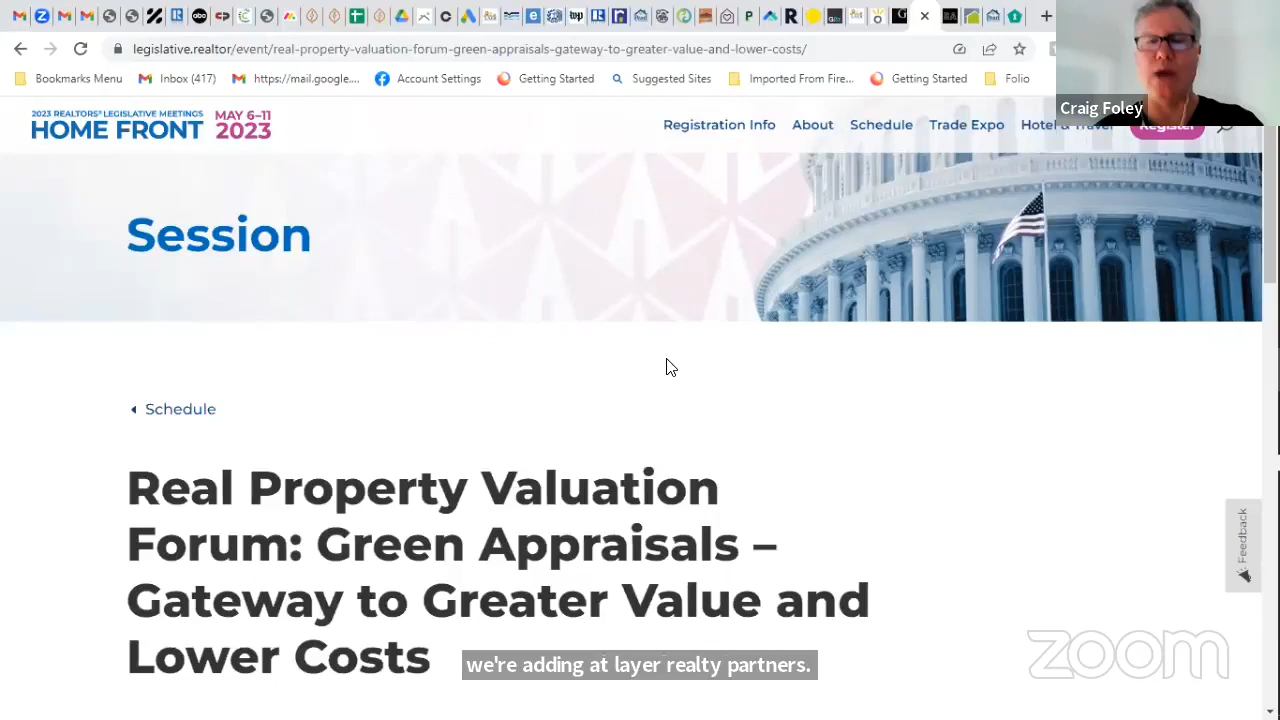 legislative.realtor/event/real-property-valuation-forum-green-appraisals-gateway-to-greater-value-and-lower-costs/
Bookmarks Menu
Inbox (417)
https://mail.google....
Account Settings
Getting Started
Suggested Sites
Imported From Fire...
Getting Started
Folio
Craig Foley
2023 REALTORS® LEGISLATIVE MEETINGS
HOME FRONT
MAY 6–11
2023
Registration Info
About
Schedule
Trade Expo
Hotel & Travel
Register
Session
Schedule
Real Property Valuation
Forum: Green Appraisals –
Gateway to Greater Value and
Lower Costs
Feedback
we're adding at layer realty partners.
zoom